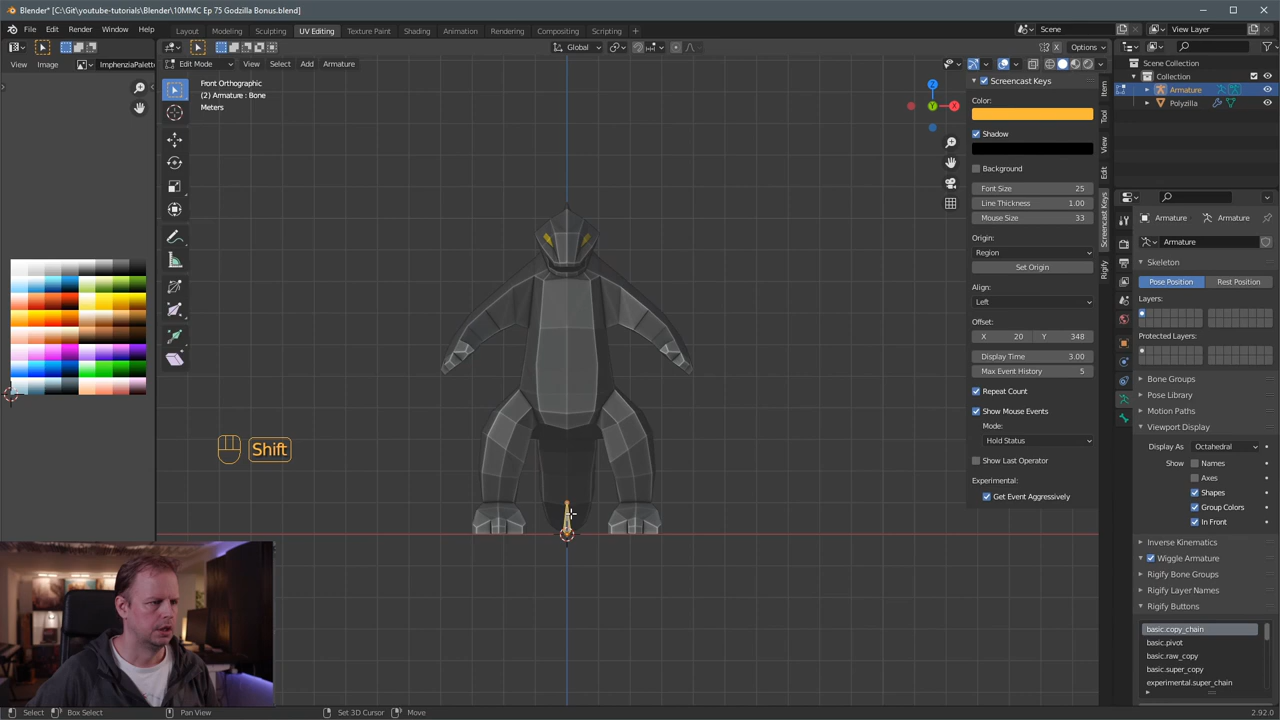 Blender* [C:\Git\youtube-tutorials\Blender\10MMC Ep 75 Godzilla Bonus.blend]
File Edit Render Window Help Layout Modeling Sculpting UV Editing Texture Paint Shading Animation Rendering Compositing Scripting + Scene View Layer
Global Options
View Image ImphenziaPalette Edit Mode View Select Add Armature
Front Orthographic
(2) Armature : Bone
Meters
Z
X
Y
Shift
Screencast Keys
Color:
Shadow
Background
Font Size 25
Line Thickness 1.00
Mouse Size 33
Origin:
Region
Set Origin
Align:
Left
Offset:
X 20 Y 348
Display Time 3.00
Max Event History 5
Repeat Count
Show Mouse Events
Mode:
Hold Status
Show Last Operator
Experimental:
Get Event Aggressively
Item
Tool
View
Edit
Screencast Keys
Rigify
Scene Collection
Collection
Armature
Polyzilla
Armature Armature
Armature
Skeleton
Pose Position Rest Position
Layers:
Protected Layers:
Bone Groups
Pose Library
Motion Paths
Viewport Display
Display As Octahedral
Show Names
Axes
Shapes
Group Colors
In Front
Inverse Kinematics
Wiggle Armature
Rigify Bone Groups
Rigify Layer Names
Rigify Buttons
basic.copy_chain
basic.pivot
basic.raw_copy
basic.super_copy
experimental.super_chain
Select Box Select Pan View Set 3D Cursor Move 2.92.0